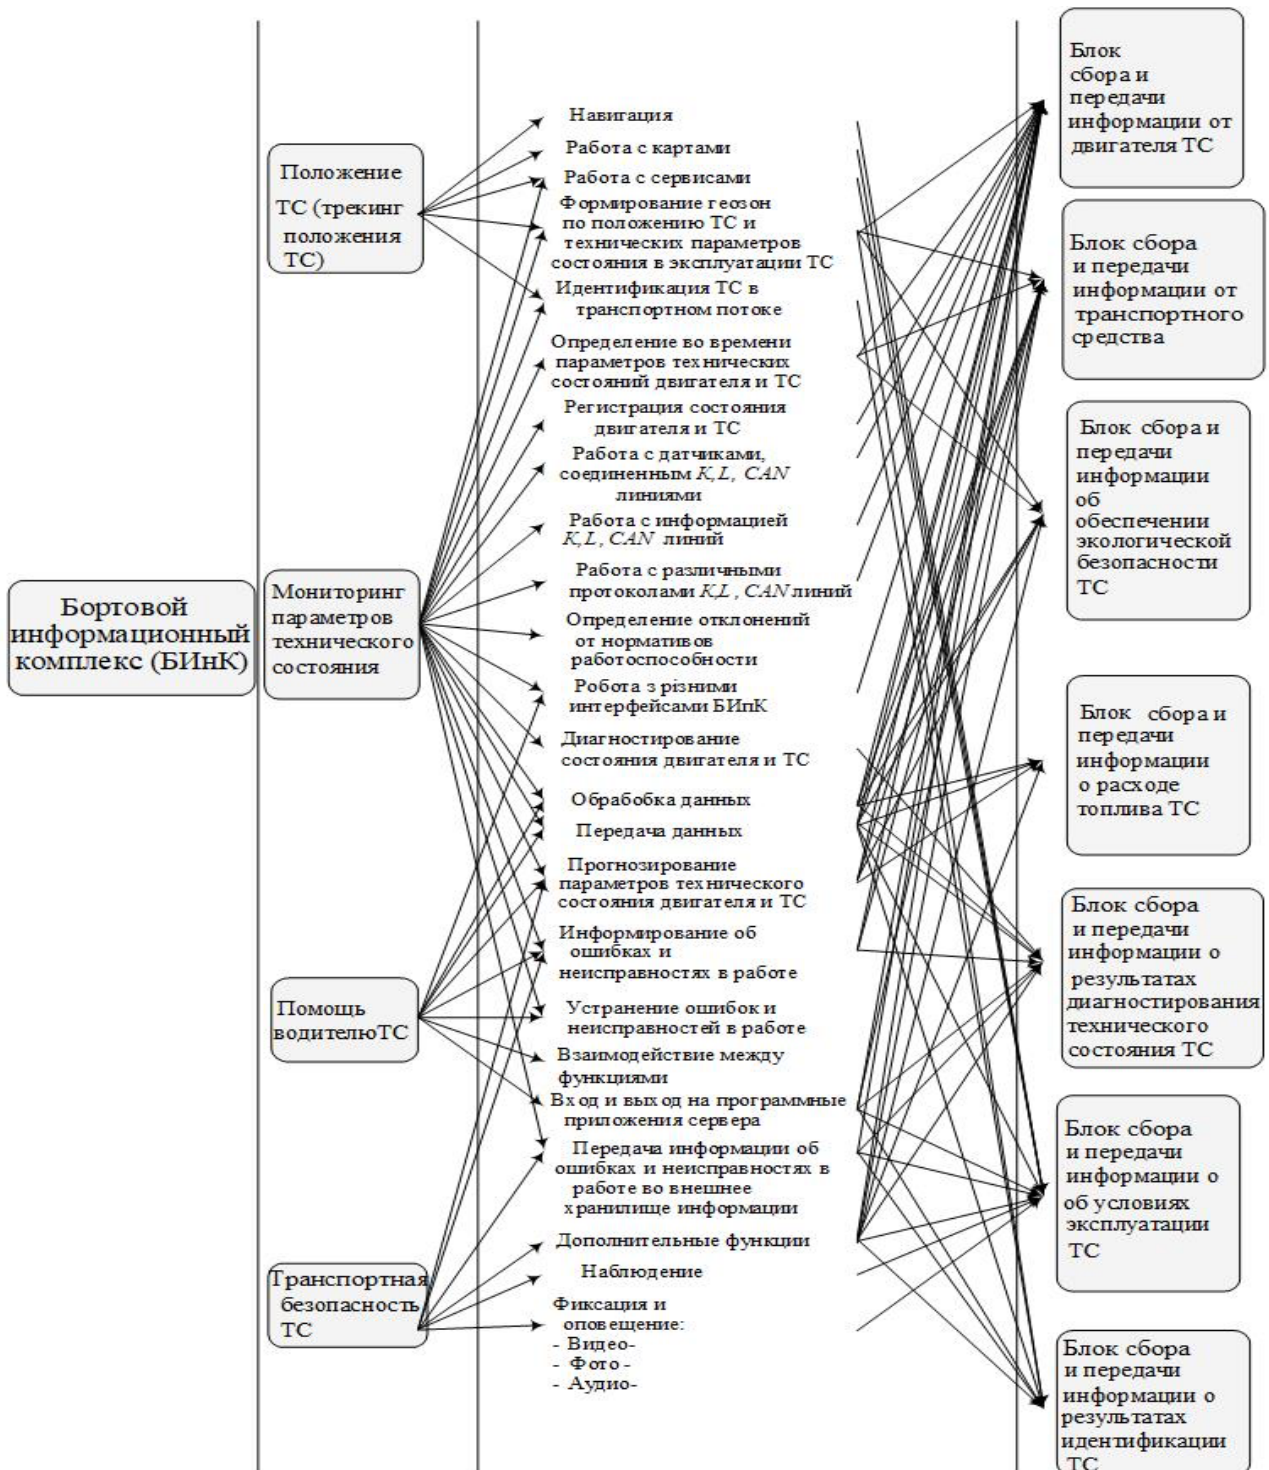 Бортовой
информационный
комплекс (БИнК)
Положение
ТС (трекинг
положения
ТС)
Мониторинг
параметров
технического
состояния
Помощь
водителю ТС
Транспортная
безопасность
ТС
Навигация
Работа с картами
Работа с сервисами
Формирование геозон
по положению ТС и
технических параметров
состояния в эксплуатации ТС
Идентификация ТС в
транспортном потоке
Определение во времени
параметров технических
состояний двигателя и ТС
Регистрация состояния
двигателя и ТС
Работа с датчиками,
соединенным K,L, CAN
линиями
Работа с информацией
K,L, CAN линий
Работа с различными
протоколами K,L, CAN линий
Определение отклонений
от нормативов
работоспособности
Робота з різними
интерфейсами БИпК
Диагностирование
состояния двигателя и ТС
Обрабобка данных
Передача данных
Прогнозирование
параметров технического
состояния двигателя и ТС
Информирование об
ошибках и
неисправностях в работе
Устранение ошибок и
неисправностей в работе
Взаимодействие между
функциями
Вход и выход на программные
приложения сервера
Передача информации об
ошибках и неисправностях в
работе во внешнее
хранилище информации
Дополнительные функции
Наблюдение
Фиксация и
оповещение:
- Видео-
- Фото -
- Аудио-
Блок
сбора и
передачи
информации от
двигателя ТС
Блок сбора
и передачи
информации от
транспортного
средства
Блок сбора и
передачи
информации
об
обеспечении
экологической
безопасности
ТС
Блок сбора и
передачи
информации
о расходе
топлива ТС
Блок сбора
и передачи
информации о
результатах
диагностирования
технического
состояния ТС
Блок сбора
и передачи
информации о
об условиях
эксплуатации
ТС
Блок сбора
и передачи
информации о
результатах
идентификации
ТС